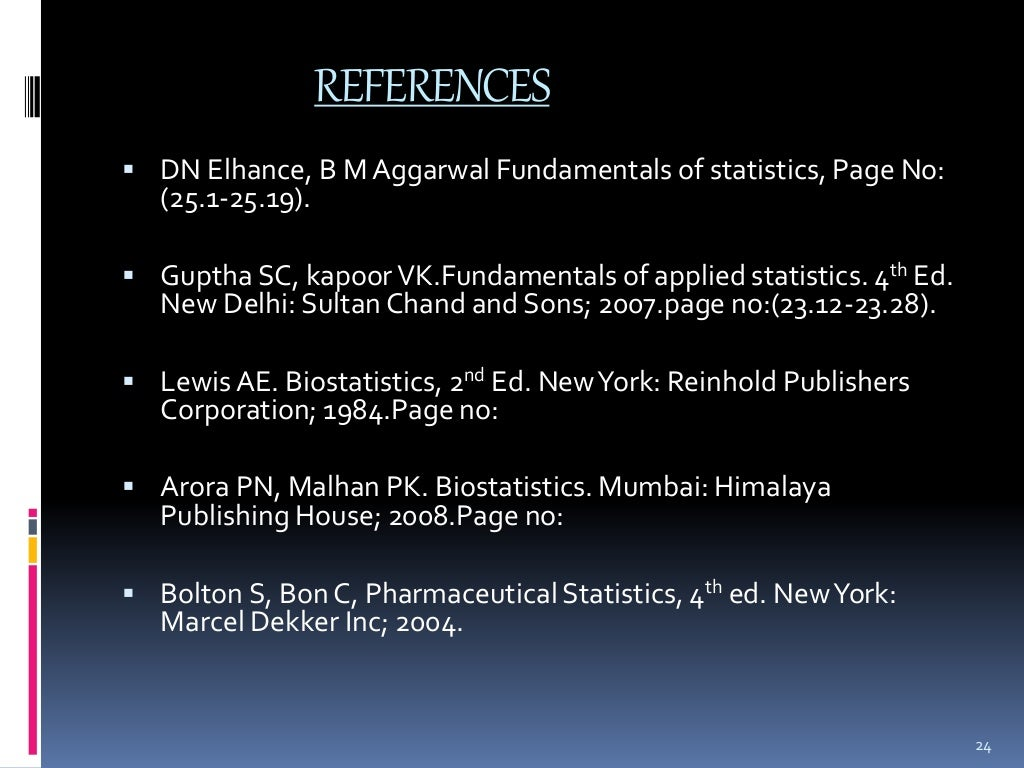 REFERENCES
▪ DN Elhance, B M Aggarwal Fundamentals of statistics, Page No:
(25.1-25.19).
▪ Guptha SC, kapoor VK.Fundamentals of applied statistics. 4th Ed.
New Delhi: Sultan Chand and Sons; 2007.page no:(23.12-23.28).
▪ Lewis AE. Biostatistics, 2nd Ed. New York: Reinhold Publishers
Corporation; 1984.Page no:
▪ Arora PN, Malhan PK. Biostatistics. Mumbai: Himalaya
Publishing House; 2008.Page no:
▪ Bolton S, Bon C, Pharmaceutical Statistics, 4th ed. New York:
Marcel Dekker Inc; 2004.
24